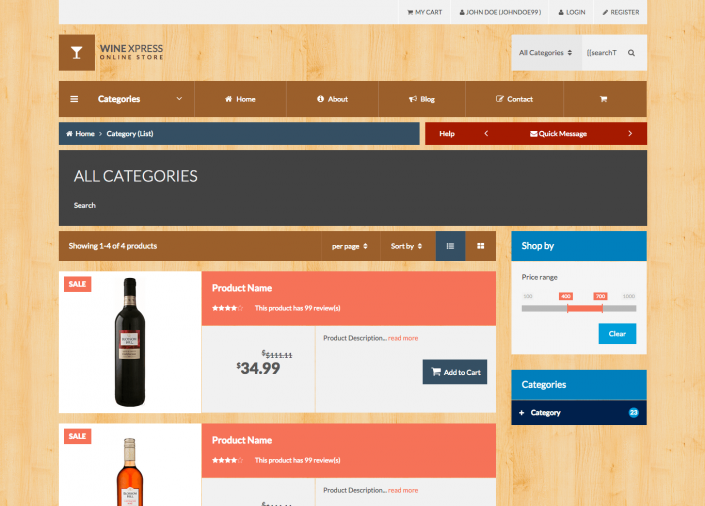 MY CART JOHN DOE (JOHNDOE99 ) LOGIN REGISTER
WINE XPRESS
ONLINE STORE
All Categories [[searchT
Categories Home About Blog Contact
Home > Category (List) Help Quick Message
ALL CATEGORIES
Search
Showing 1-4 of 4 products per page Sort by
Shop by
Price range
100 400 700 1000
Clear
Categories
+ Category 23
SALE
Product Name
This product has 99 review(s)
$$111.11
$34.99
Product Description... read more
Add to Cart
SALE
Product Name
This product has 99 review(s)
$$111.11
Product Description... read more